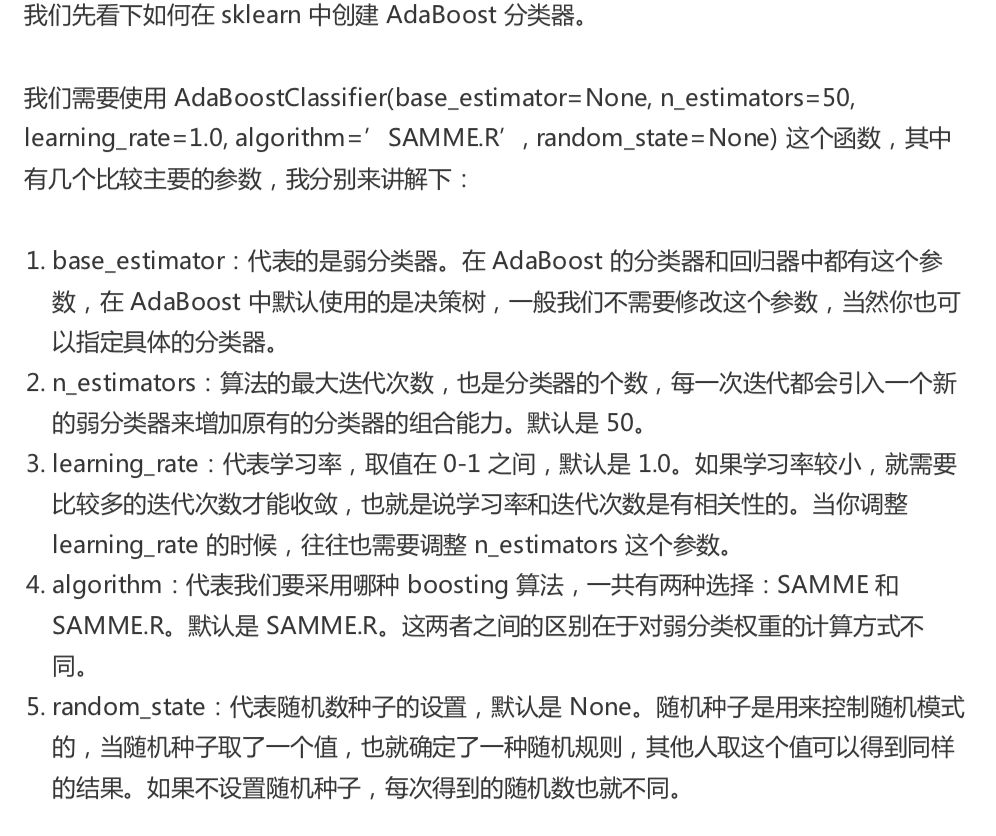 我们先看下如何在 sklearn 中创建 AdaBoost 分类器。
我们需要使用 AdaBoostClassifier(base_estimator=None, n_estimators=50,
learning_rate=1.0, algorithm=’SAMME.R’, random_state=None) 这个函数，其中
有几个比较主要的参数，我分别来讲解下：
1. base_estimator：代表的是弱分类器。在 AdaBoost 的分类器和回归器中都有这个参
数，在 AdaBoost 中默认使用的是决策树，一般我们不需要修改这个参数，当然你也可
以指定具体的分类器。
2. n_estimators：算法的最大迭代次数，也是分类器的个数，每一次迭代都会引入一个新
的弱分类器来增加原有的分类器的组合能力。默认是 50。
3. learning_rate：代表学习率，取值在 0-1 之间，默认是 1.0。如果学习率较小，就需要
比较多的迭代次数才能收敛，也就是说学习率和迭代次数是有相关性的。当你调整
learning_rate 的时候，往往也需要调整 n_estimators 这个参数。
4. algorithm：代表我们要采用哪种 boosting 算法，一共有两种选择：SAMME 和
SAMME.R。默认是 SAMME.R。这两者之间的区别在于对弱分类权重的计算方式不
同。
5. random_state：代表随机数种子的设置，默认是 None。随机种子是用来控制随机模式
的，当随机种子取了一个值，也就确定了一种随机规则，其他人取这个值可以得到同样
的结果。如果不设置随机种子，每次得到的随机数也就不同。